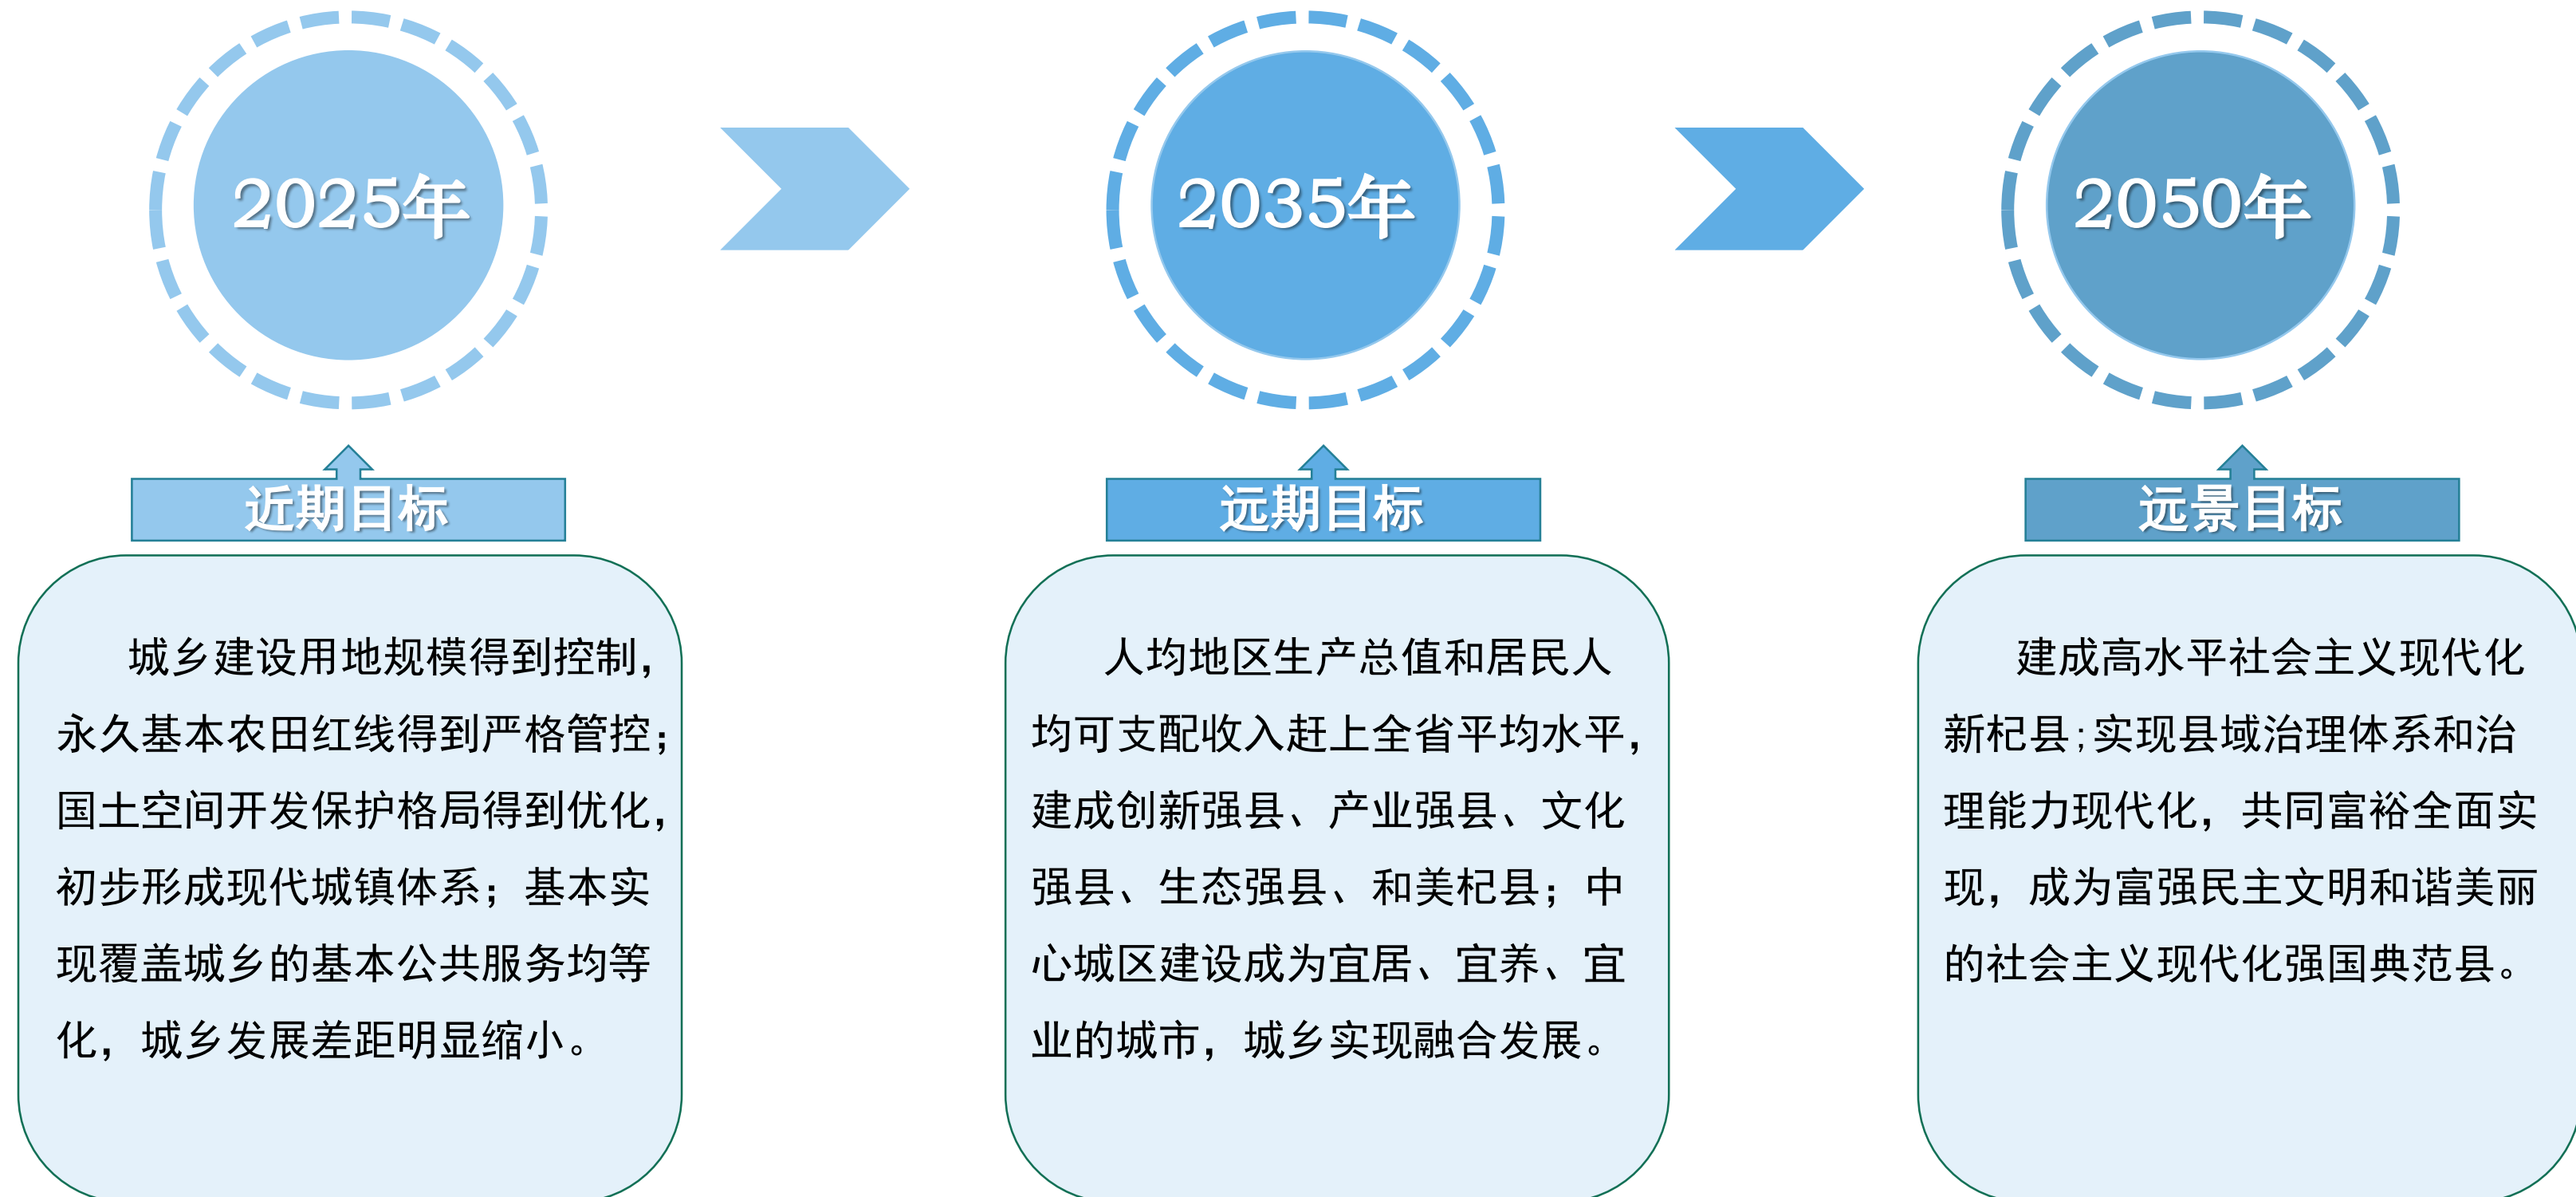 2025年
2035年
2050年
近期目标
城乡建设用地规模得到控制，
永久基本农田红线得到严格管控；
国土空间开发保护格局得到优化，
初步形成现代城镇体系；基本实
现覆盖城乡的基本公共服务均等
化，城乡发展差距明显缩小。
远期目标
人均地区生产总值和居民人
均可支配收入赶上全省平均水平，
建成创新强县、产业强县、文化
强县、生态强县、和美杞县；中
心城区建设成为宜居、宜养、宜
业的城市，城乡实现融合发展。
远景目标
建成高水平社会主义现代化
新杞县;实现县域治理体系和治
理能力现代化，共同富裕全面实
现，成为富强民主文明和谐美丽
的社会主义现代化强国典范县。